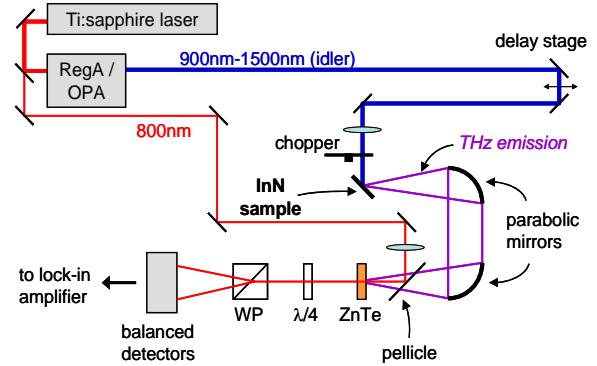 Ti:sapphire laser
delay stage
900nm-1500nm (idler)
RegA /
OPA
800nm
chopper
THz emission
InN
sample
parabolic
mirrors
to lock-in
amplifier
WP
λ/4
ZnTe
balanced
detectors
pellicle